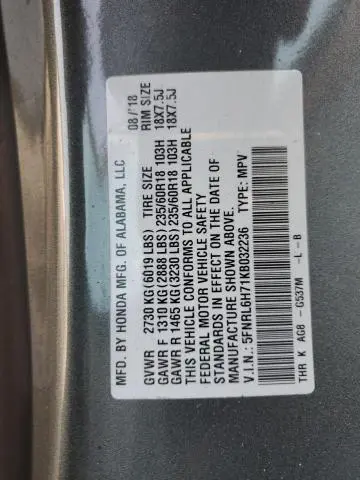 MFD. BY HONDA MFG. OF ALABAMA, LLC 08/'18
GVWR 2730 KG(6019 LBS) TIRE SIZE RIM SIZE
GAWR F 1310 KG(2888 LBS)235/60R18 103H 18X7.5J
GAWR R 1465 KG(3230 LBS)235/60R18 103H 18X7.5J
THIS VEHICLE CONFORMS TO ALL APPLICABLE
FEDERAL MOTOR VEHICLE SAFETY
STANDARDS IN EFFECT ON THE DATE OF
MANUFACTURE SHOWN ABOVE.
V.I.N.: 5FNRL6H71KB032236 TYPE: MPV
THR K AG8 -G537M -L-B